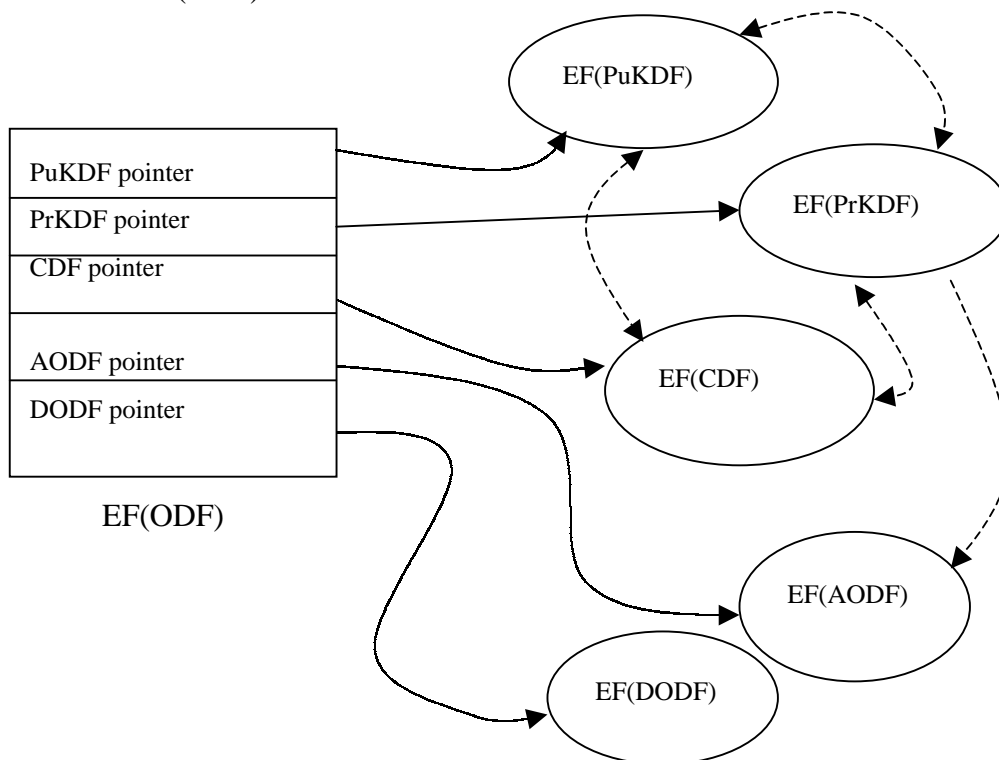 EF(PuKDF)
PuKDF pointer
PrKDF pointer
EF(PrKDF)
CDF pointer
AODF pointer
EF(CDF)
DODF pointer
EF(ODF)
EF(AODF)
EF(DODF)